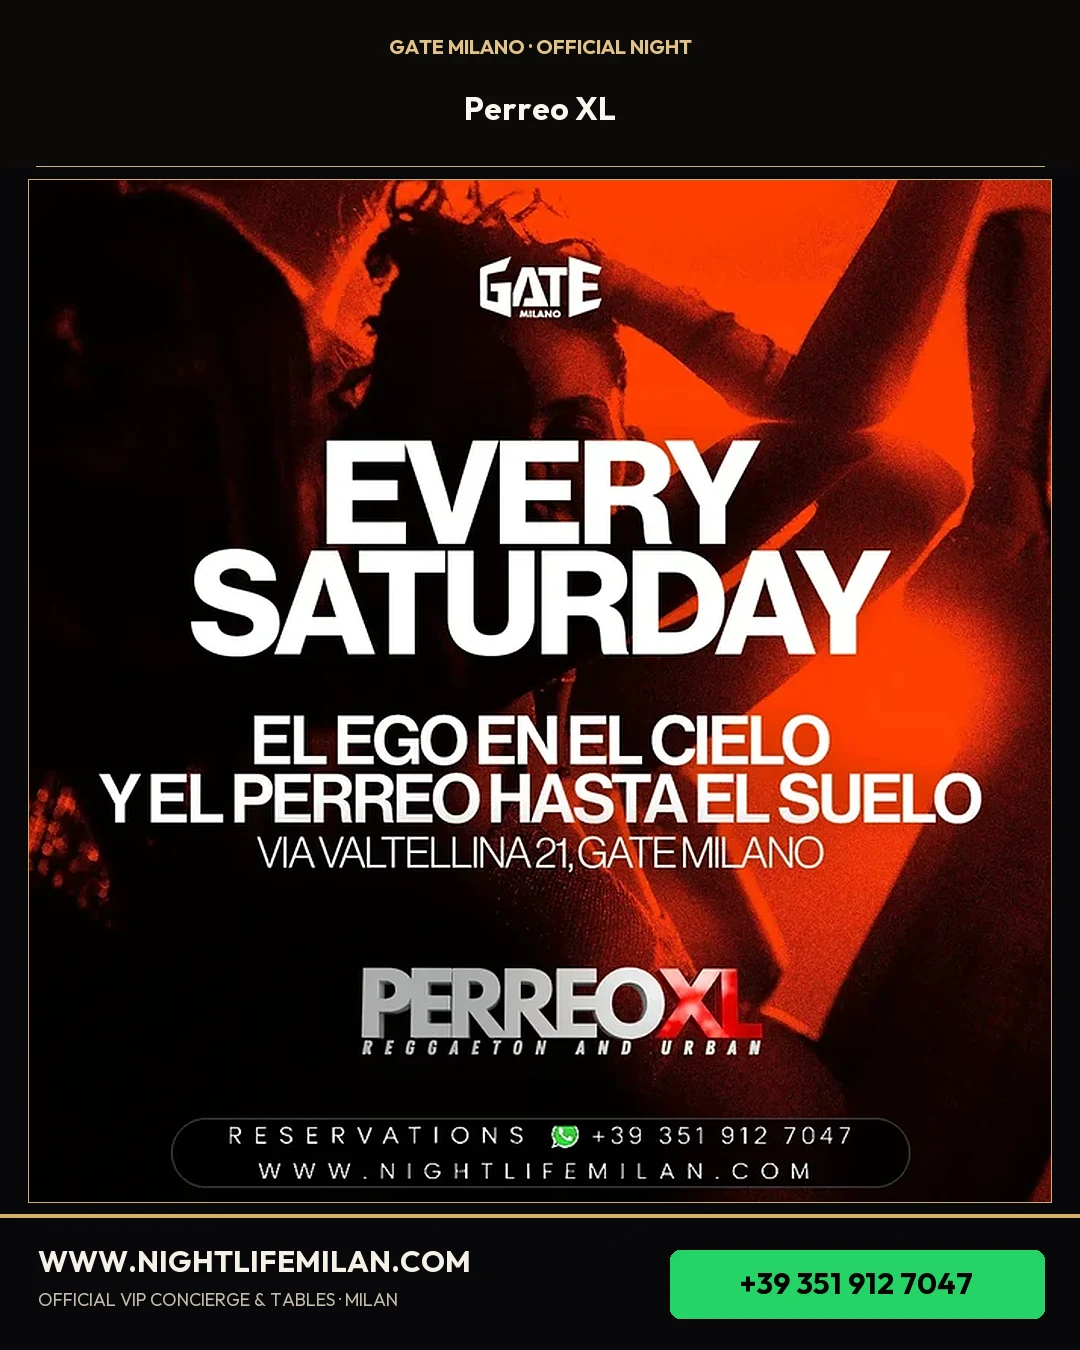 GATE MILANO · OFFICIAL NIGHT
Perreo XL
GATE
MILANO
EVERY
SATURDAY
EL EGO EN EL CIELO
Y EL PERREO HASTA EL SUELO
VIA VALTELLINA 21, GATE MILANO
PERREOXL
REGGAETON AND URBAN
RESERVATIONS +39 351 912 7047
WWW.NIGHTLIFEMILAN.COM
WWW.NIGHTLIFEMILAN.COM
OFFICIAL VIP CONCIERGE & TABLES · MILAN
+39 351 912 7047